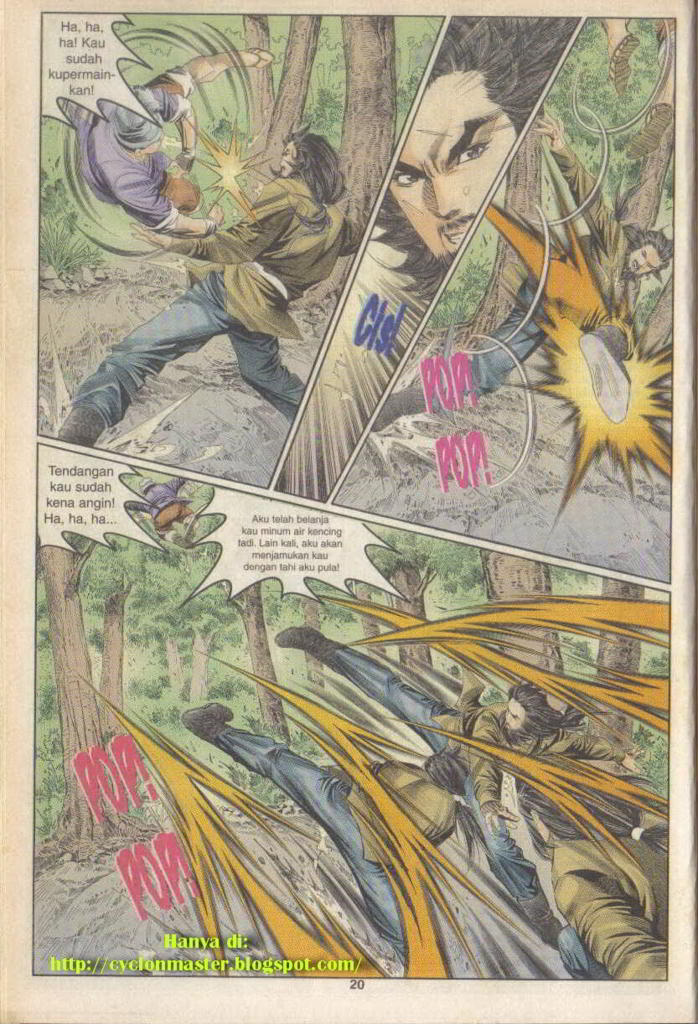 Ha, ha,
ha! Kau
sudah
kupermain-
kan!
Cis!
POP!
POP!
Tendangan
kau sudah
kena angin!
Ha, ha, ha...
Aku telah belanja
kau minum air kencing
tadi. Lain kali, aku akan
menjamukan kau
dengan tahi aku pula!
POP!
POP!
Hanya di:
http://cyclonmaster.blogspot.com/
20